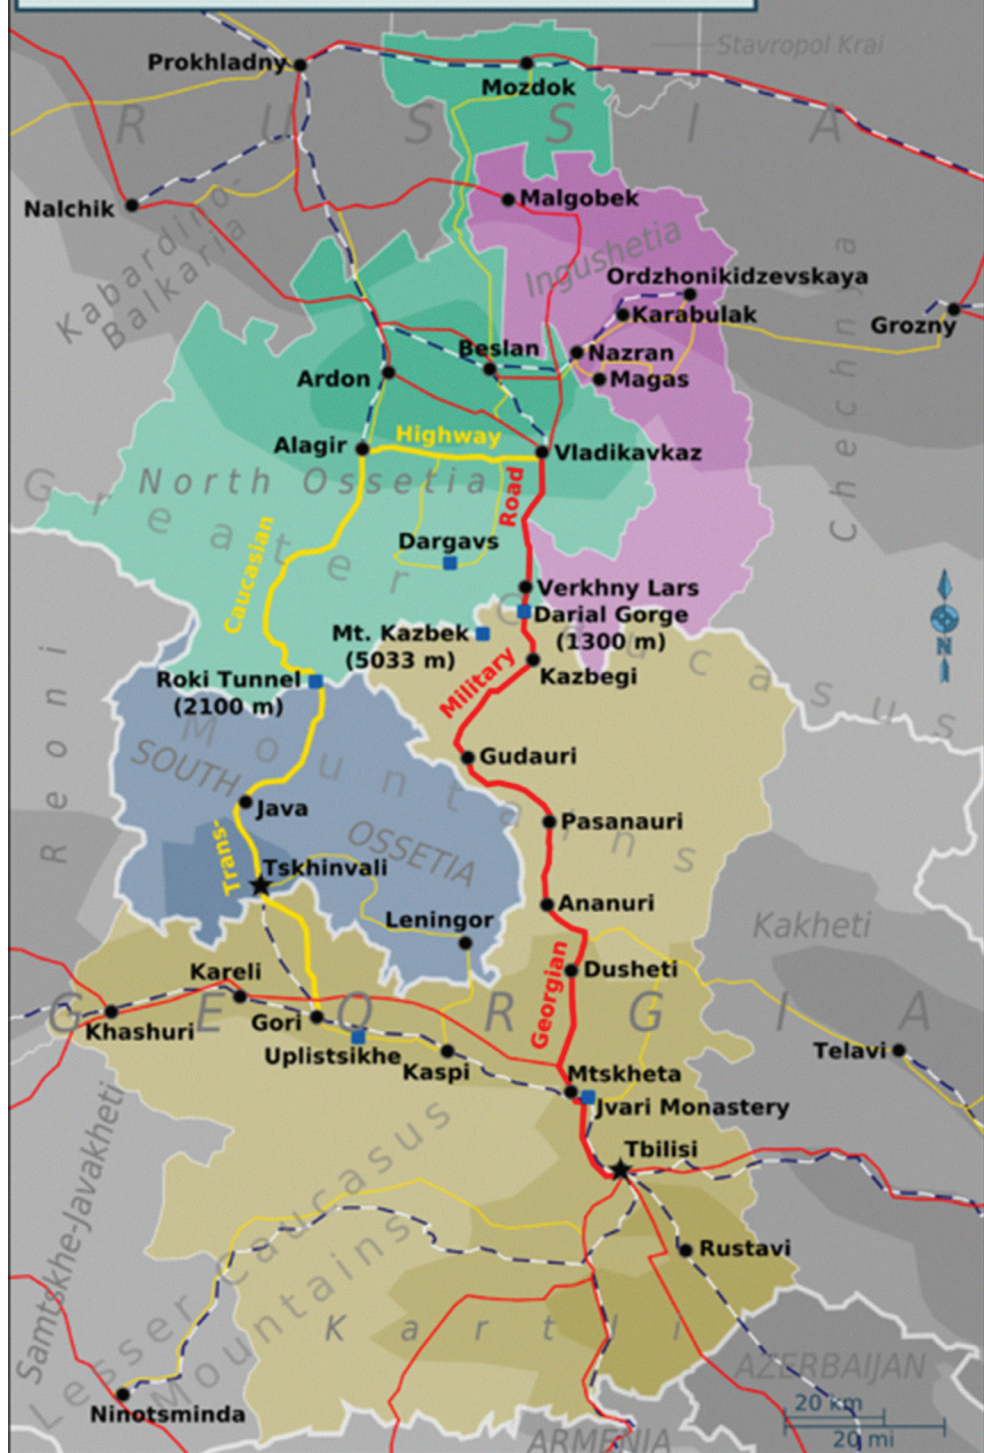 Stavropol Krai
Prokhladny
Mozdok
R U S S I A
Nalchik
Malgobek
Kabardino-
Balkaria
Ingushetia
Ordzhonikidzevskaya
Karabulak
Grozny
Chechnya
Beslan
Nazran
Ardon
Magas
Highway
Alagir
Vladikavkaz
North Ossetia
Road
Greater Caucasus
Mountains
Caucasian
Dargavs
Verkhny Lars
Darial Gorge
(1300 m)
Mt. Kazbek
(5033 m)
N
Kazbegi
Roki Tunnel
(2100 m)
Military
Reoni
Gudauri
SOUTH
OSSETIA
Java
Pasanauri
Trans-
Tskhinvali
Ananuri
Leningor
Kakheti
Kareli
Dusheti
Georgian
G E O R G I A
Khashuri
Gori
Uplistsikhe
Kaspi
Telavi
Mtskheta
Jvari Monastery
Tbilisi
Samtskhe-Javakheti
Lesser Caucasus
Mountains
Rustavi
Kartli
AZERBAIJAN
Ninotsminda
20 km
20 mi
ARMENIA